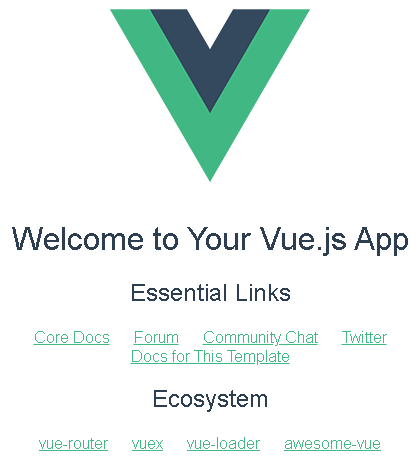 Welcome to Your Vue.js App
Essential Links
Core Docs Forum Community Chat Twitter
Docs for This Template
Ecosystem
vue-router vuex vue-loader awesome-vue